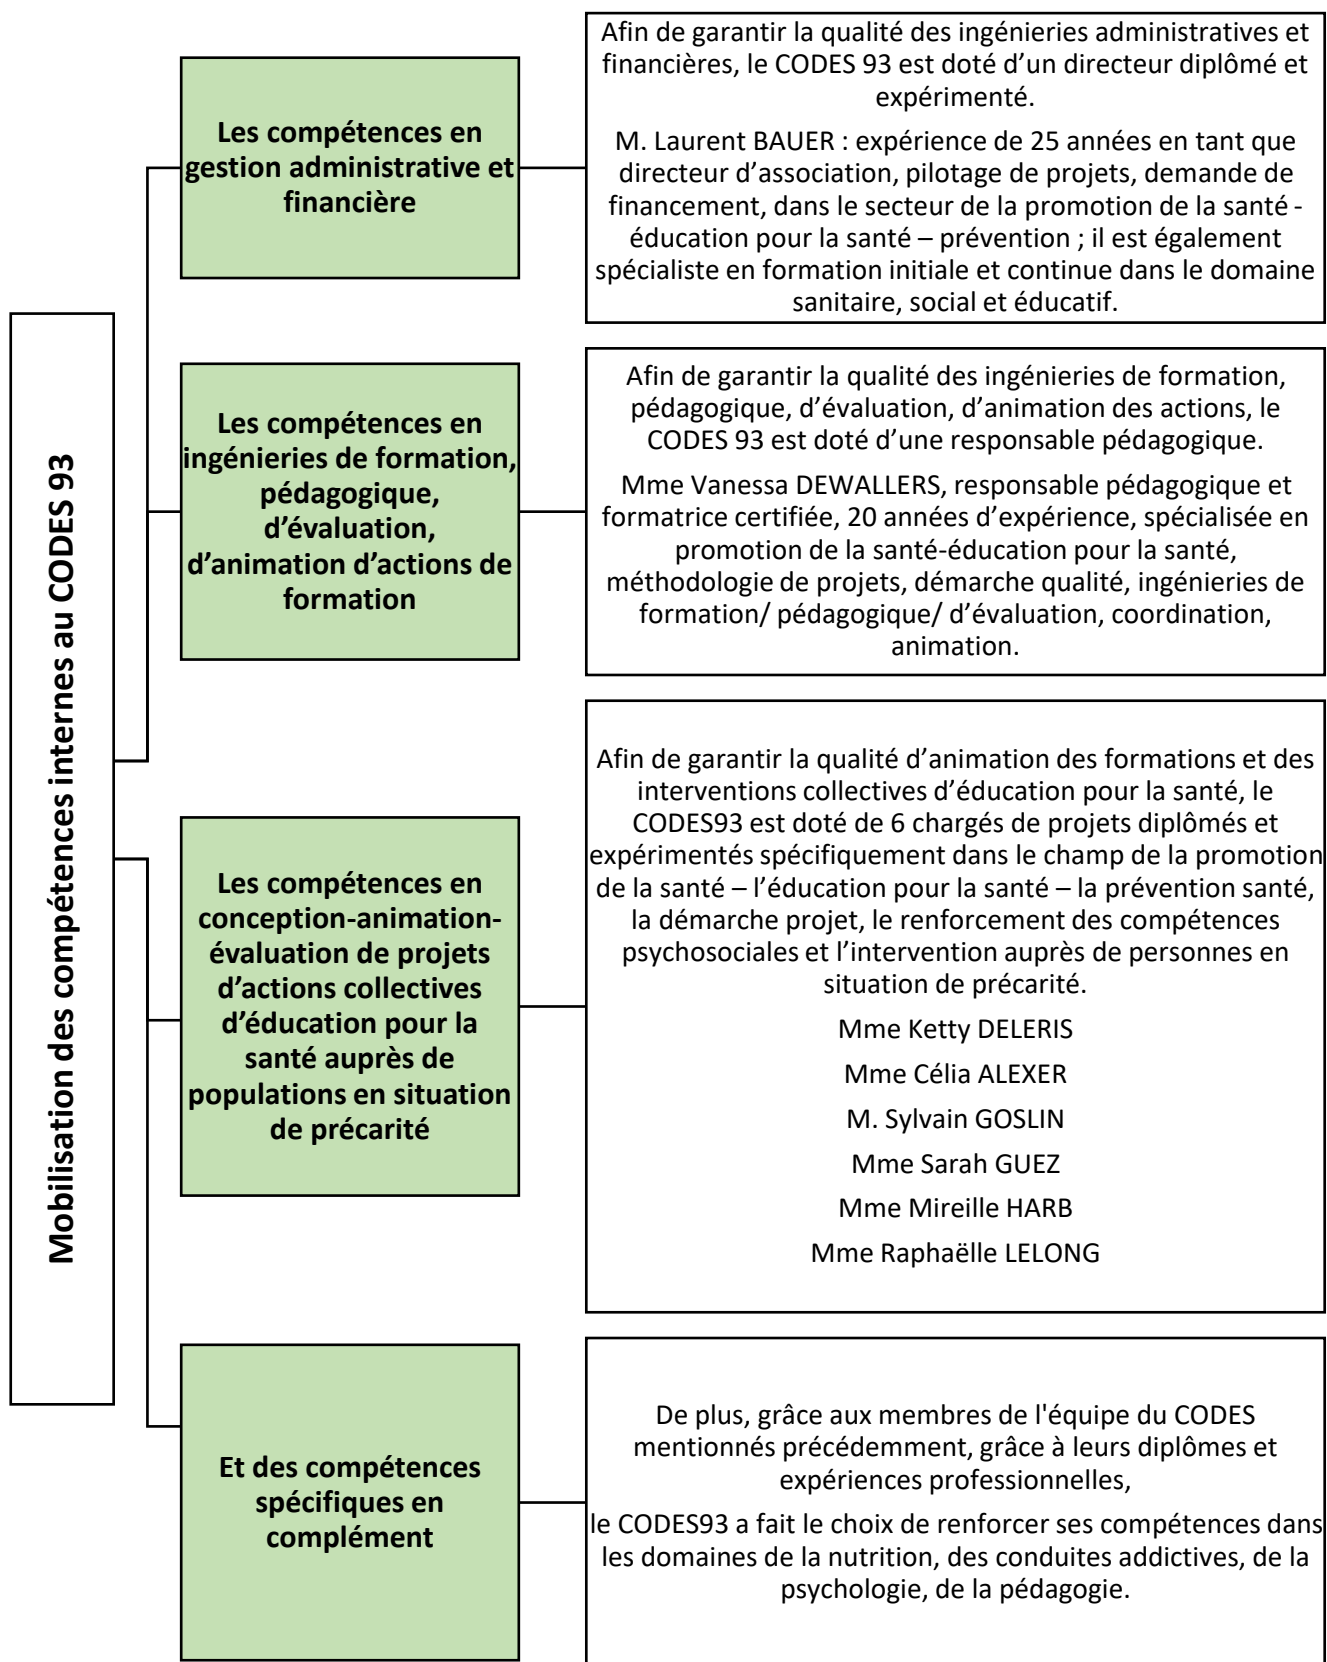 Mobilisation des compétences internes au CODES 93
Les compétences en
gestion administrative et
financière
Afin de garantir la qualité des ingénieries administratives et
financières, le CODES 93 est doté d’un directeur diplômé et
expérimenté.
M. Laurent BAUER : expérience de 25 années en tant que
directeur d’association, pilotage de projets, demande de
financement, dans le secteur de la promotion de la santé -
éducation pour la santé – prévention ; il est également
spécialiste en formation initiale et continue dans le domaine
sanitaire, social et éducatif.
Les compétences en
ingénieries de formation,
pédagogique,
d’évaluation,
d’animation d’actions de
formation
Afin de garantir la qualité des ingénieries de formation,
pédagogique, d’évaluation, d’animation des actions, le
CODES 93 est doté d’une responsable pédagogique.
Mme Vanessa DEWALLERS, responsable pédagogique et
formatrice certifiée, 20 années d’expérience, spécialisée en
promotion de la santé-éducation pour la santé,
méthodologie de projets, démarche qualité, ingénieries de
formation/ pédagogique/ d’évaluation, coordination,
animation.
Les compétences en
conception-animation-
évaluation de projets
d’actions collectives
d’éducation pour la
santé auprès de
populations en situation
de précarité
Afin de garantir la qualité d’animation des formations et des
interventions collectives d’éducation pour la santé, le
CODES93 est doté de 6 chargés de projets diplômés et
expérimentés spécifiquement dans le champ de la promotion
de la santé – l’éducation pour la santé – la prévention santé,
la démarche projet, le renforcement des compétences
psychosociales et l’intervention auprès de personnes en
situation de précarité.
Mme Ketty DELERIS
Mme Célia ALEXER
M. Sylvain GOSLIN
Mme Sarah GUEZ
Mme Mireille HARB
Mme Raphaëlle LELONG
Et des compétences
spécifiques en
complément
De plus, grâce aux membres de l'équipe du CODES
mentionnés précédemment, grâce à leurs diplômes et
expériences professionnelles,
le CODES93 a fait le choix de renforcer ses compétences dans
les domaines de la nutrition, des conduites addictives, de la
psychologie, de la pédagogie.